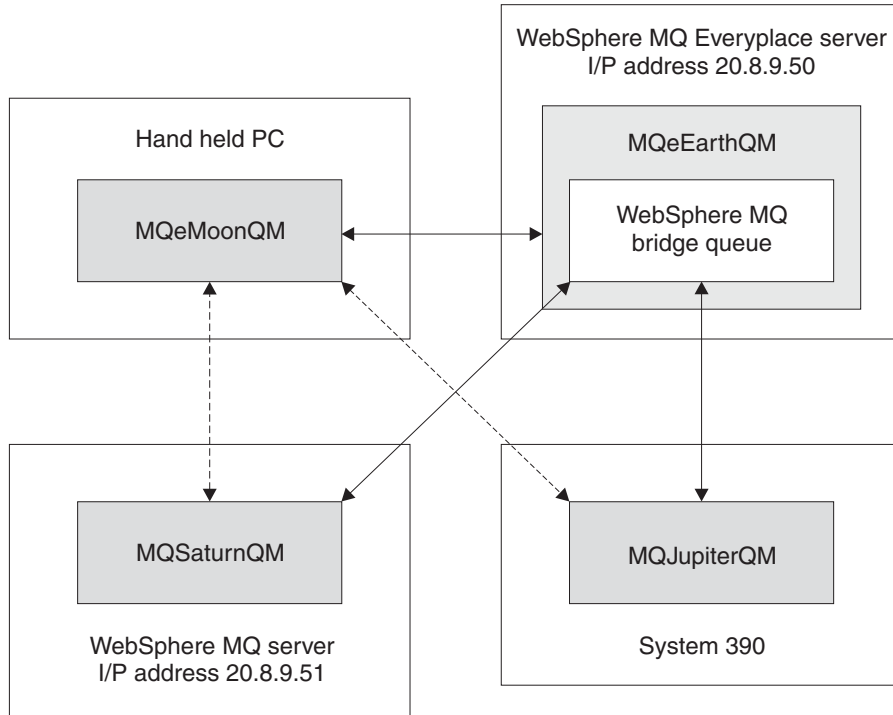 WebSphere MQ Everyplace server
I/P address 20.8.9.50
Hand held PC
MQeEarthQM
MQeMoonQM
WebSphere MQ
bridge queue
MQSaturnQM
MQJupiterQM
WebSphere MQ server
I/P address 20.8.9.51
System 390